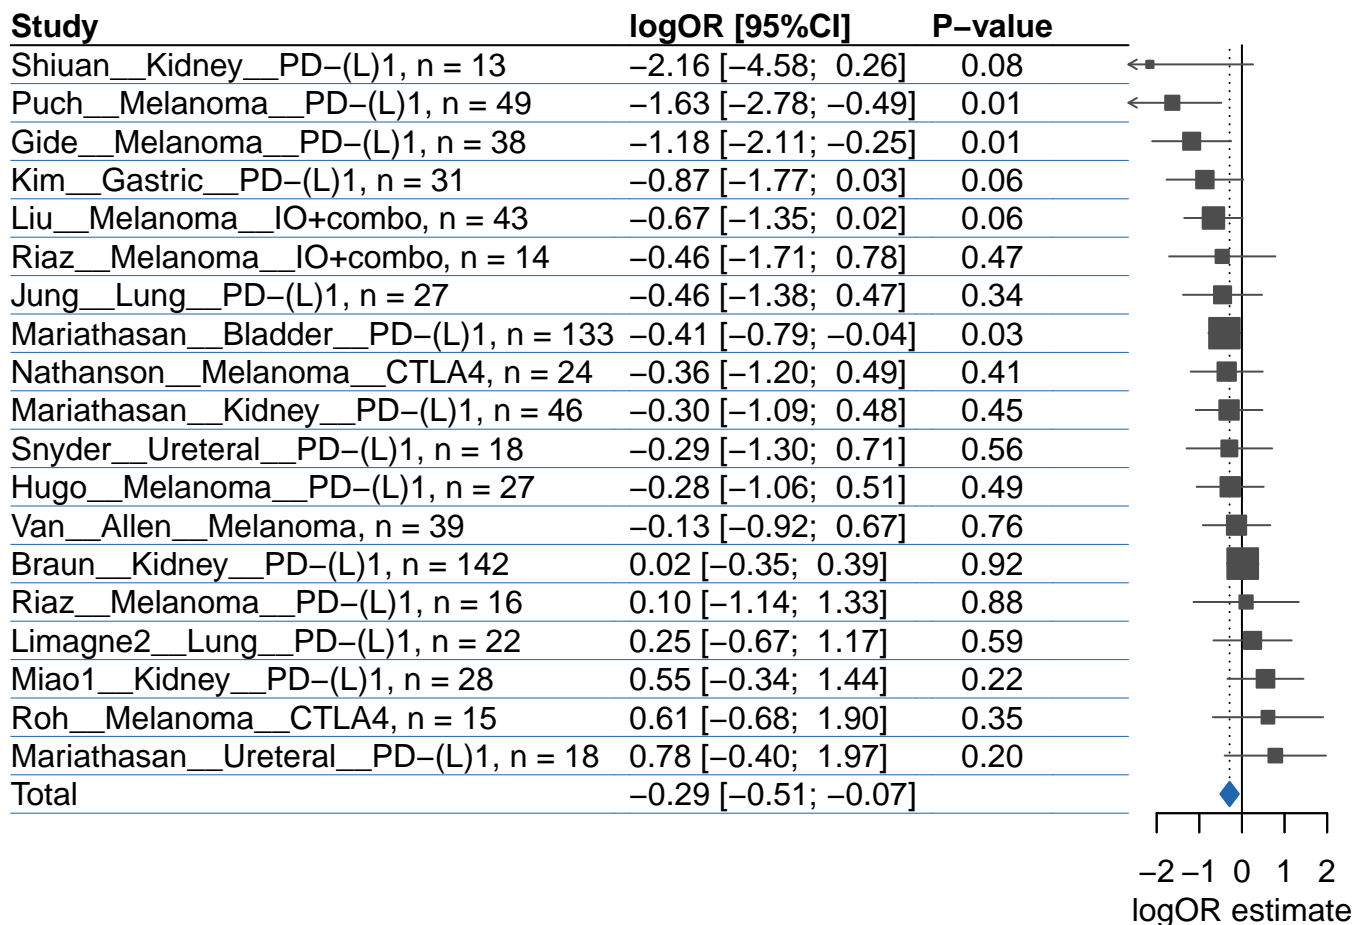 Study logOR [95%CI] P−value
Shiuan__Kidney__PD−(L)1, n = 13 −2.16 [−4.58; 0.26] 0.08
Puch__Melanoma__PD−(L)1, n = 49 −1.63 [−2.78; −0.49] 0.01
Gide__Melanoma__PD−(L)1, n = 38 −1.18 [−2.11; −0.25] 0.01
Kim__Gastric__PD−(L)1, n = 31 −0.87 [−1.77; 0.03] 0.06
Liu__Melanoma__IO+combo, n = 43 −0.67 [−1.35; 0.02] 0.06
Riaz__Melanoma__IO+combo, n = 14 −0.46 [−1.71; 0.78] 0.47
Jung__Lung__PD−(L)1, n = 27 −0.46 [−1.38; 0.47] 0.34
Mariathasan__Bladder__PD−(L)1, n = 133 −0.41 [−0.79; −0.04] 0.03
Nathanson__Melanoma__CTLA4, n = 24 −0.36 [−1.20; 0.49] 0.41
Mariathasan__Kidney__PD−(L)1, n = 46 −0.30 [−1.09; 0.48] 0.45
Snyder__Ureteral__PD−(L)1, n = 18 −0.29 [−1.30; 0.71] 0.56
Hugo__Melanoma__PD−(L)1, n = 27 −0.28 [−1.06; 0.51] 0.49
Van__Allen__Melanoma, n = 39 −0.13 [−0.92; 0.67] 0.76
Braun__Kidney__PD−(L)1, n = 142 0.02 [−0.35; 0.39] 0.92
Riaz__Melanoma__PD−(L)1, n = 16 0.10 [−1.14; 1.33] 0.88
Limagne2__Lung__PD−(L)1, n = 22 0.25 [−0.67; 1.17] 0.59
Miao1__Kidney__PD−(L)1, n = 28 0.55 [−0.34; 1.44] 0.22
Roh__Melanoma__CTLA4, n = 15 0.61 [−0.68; 1.90] 0.35
Mariathasan__Ureteral__PD−(L)1, n = 18 0.78 [−0.40; 1.97] 0.20
Total −0.29 [−0.51; −0.07]
−2 −1 0 1 2
logOR estimate